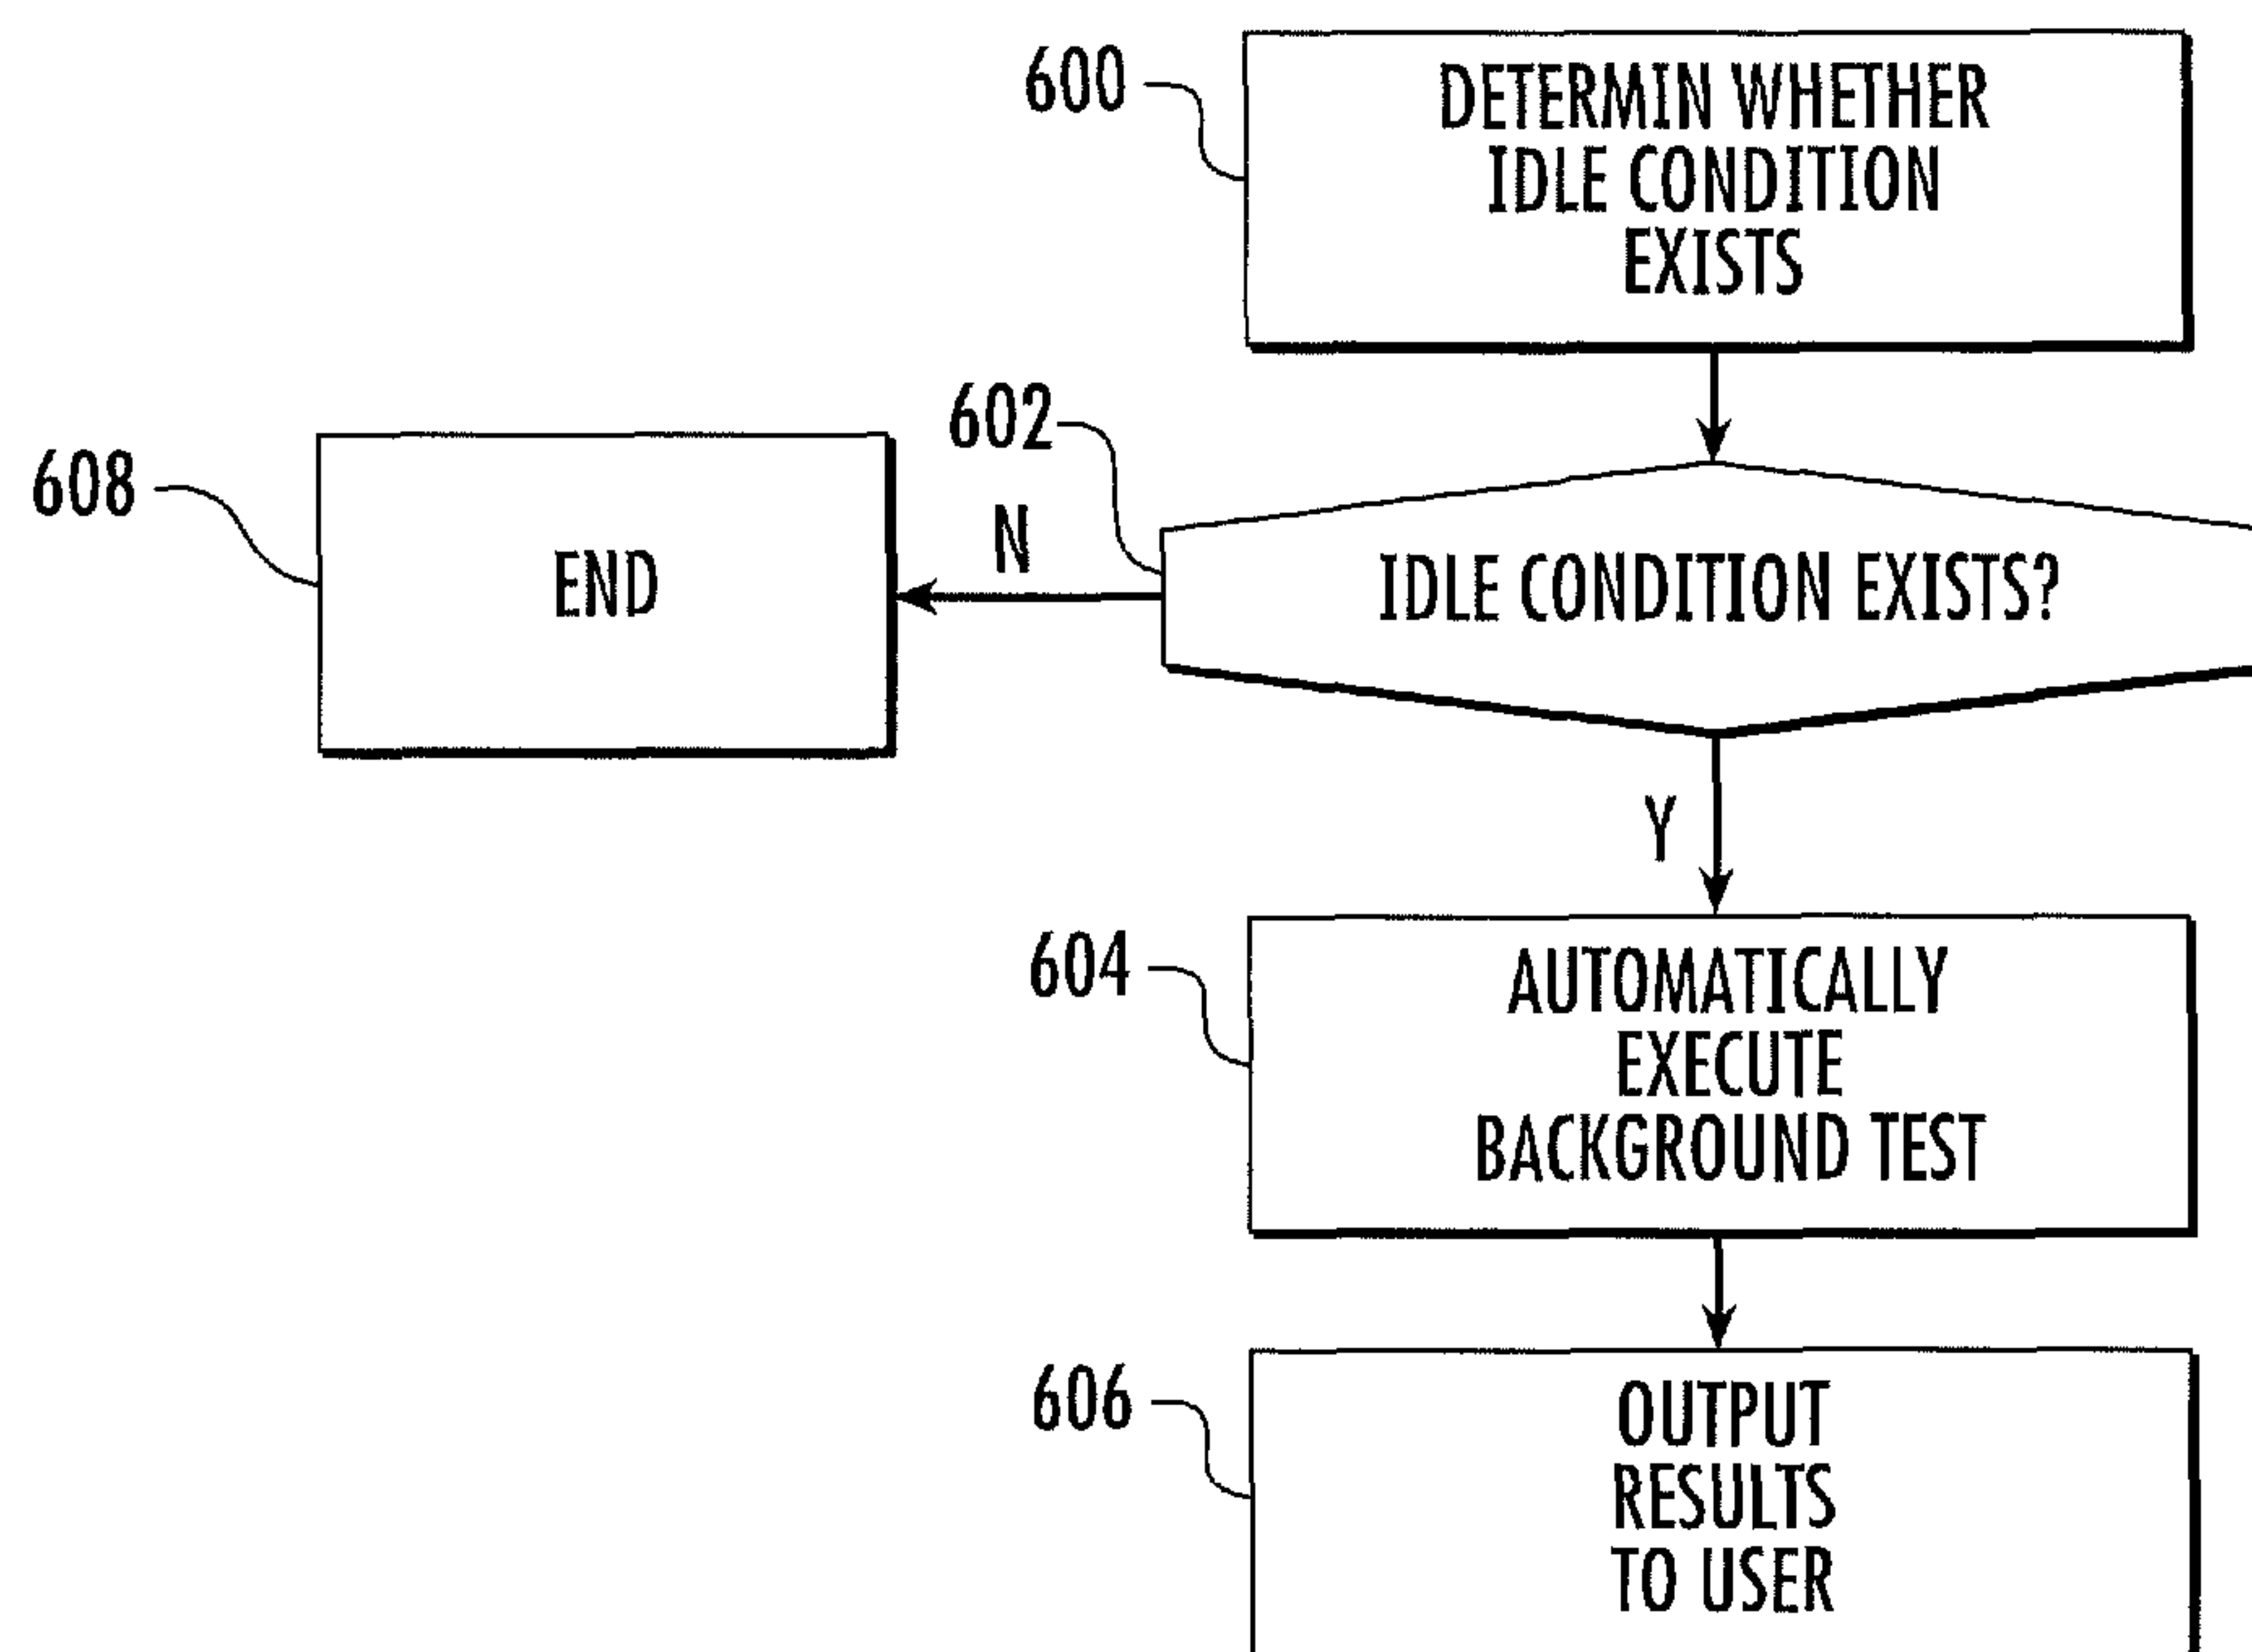 600
DETERMIN WHETHER
IDLE CONDITION
EXISTS
602
608
N
END
IDLE CONDITION EXISTS?
Y
604
AUTOMATICALLY
EXECUTE
BACKGROUND TEST
606
OUTPUT
RESULTS
TO USER